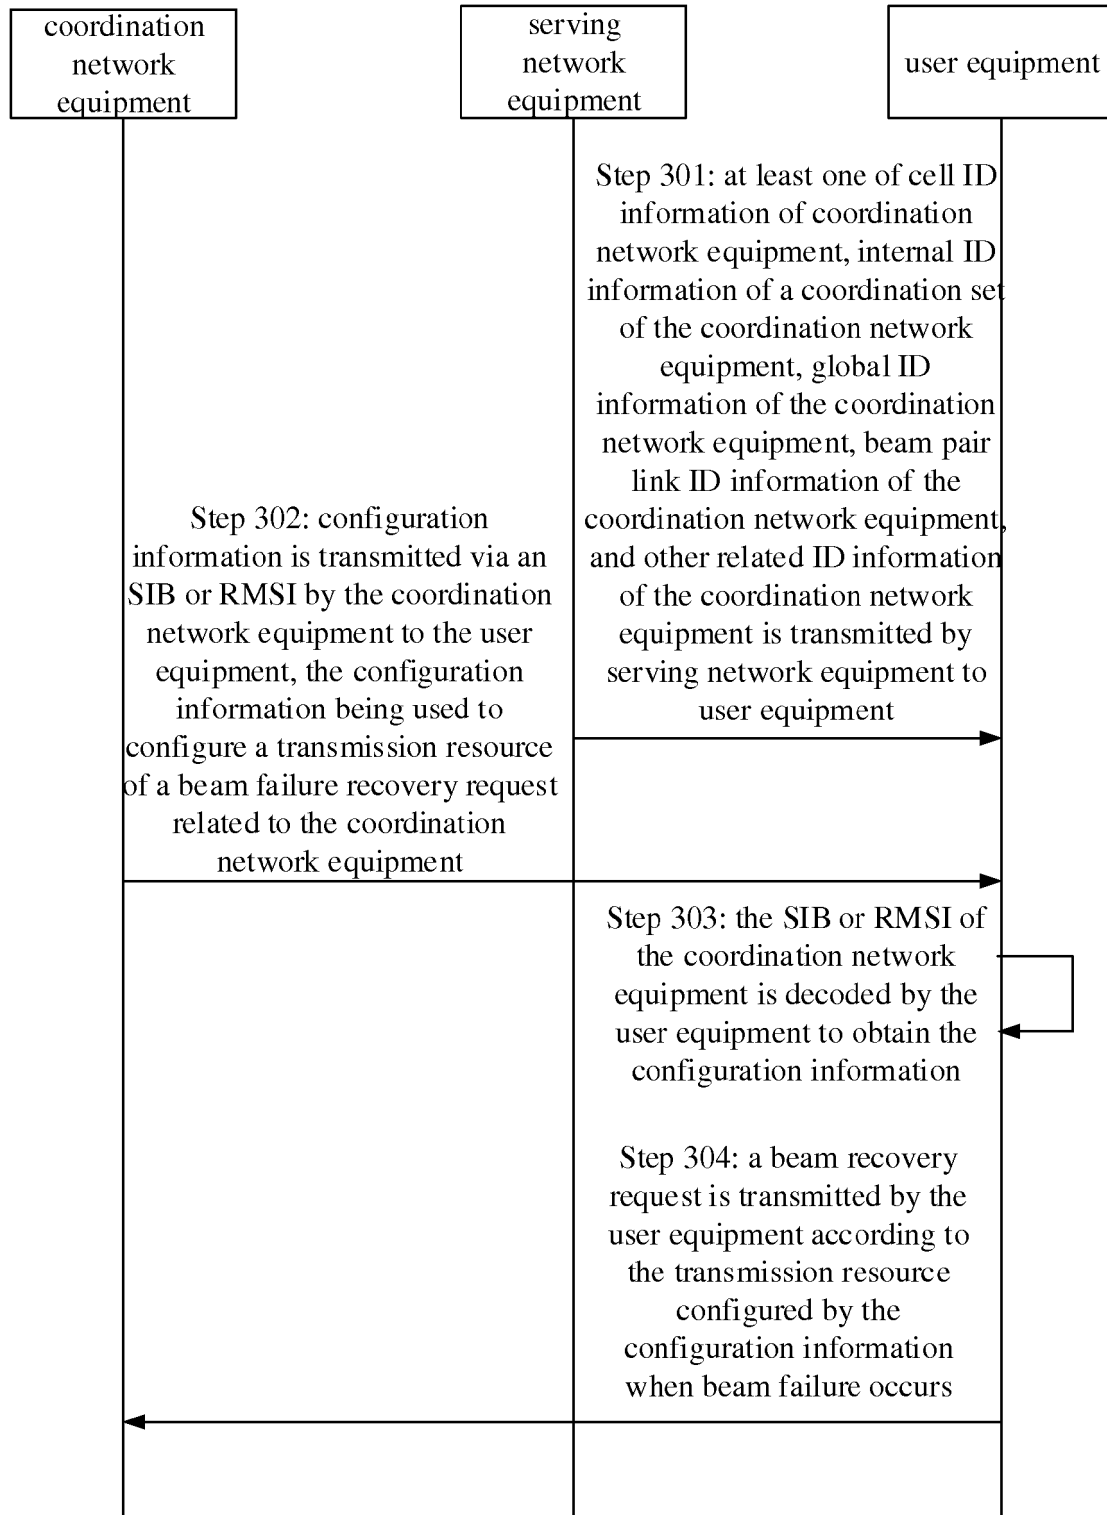 coordination
network
equipment
serving
network
equipment
user equipment
Step 301: at least one of cell ID
information of coordination
network equipment, internal ID
information of a coordination set
of the coordination network
equipment, global ID
information of the coordination
network equipment, beam pair
link ID information of the
coordination network equipment,
and other related ID information
of the coordination network
equipment is transmitted by
serving network equipment to
user equipment
Step 302: configuration
information is transmitted via an
SIB or RMSI by the coordination
network equipment to the user
equipment, the configuration
information being used to
configure a transmission resource
of a beam failure recovery request
related to the coordination
network equipment
Step 303: the SIB or RMSI of
the coordination network
equipment is decoded by the
user equipment to obtain the
configuration information
Step 304: a beam recovery
request is transmitted by the
user equipment according to
the transmission resource
configured by the
configuration information
when beam failure occurs